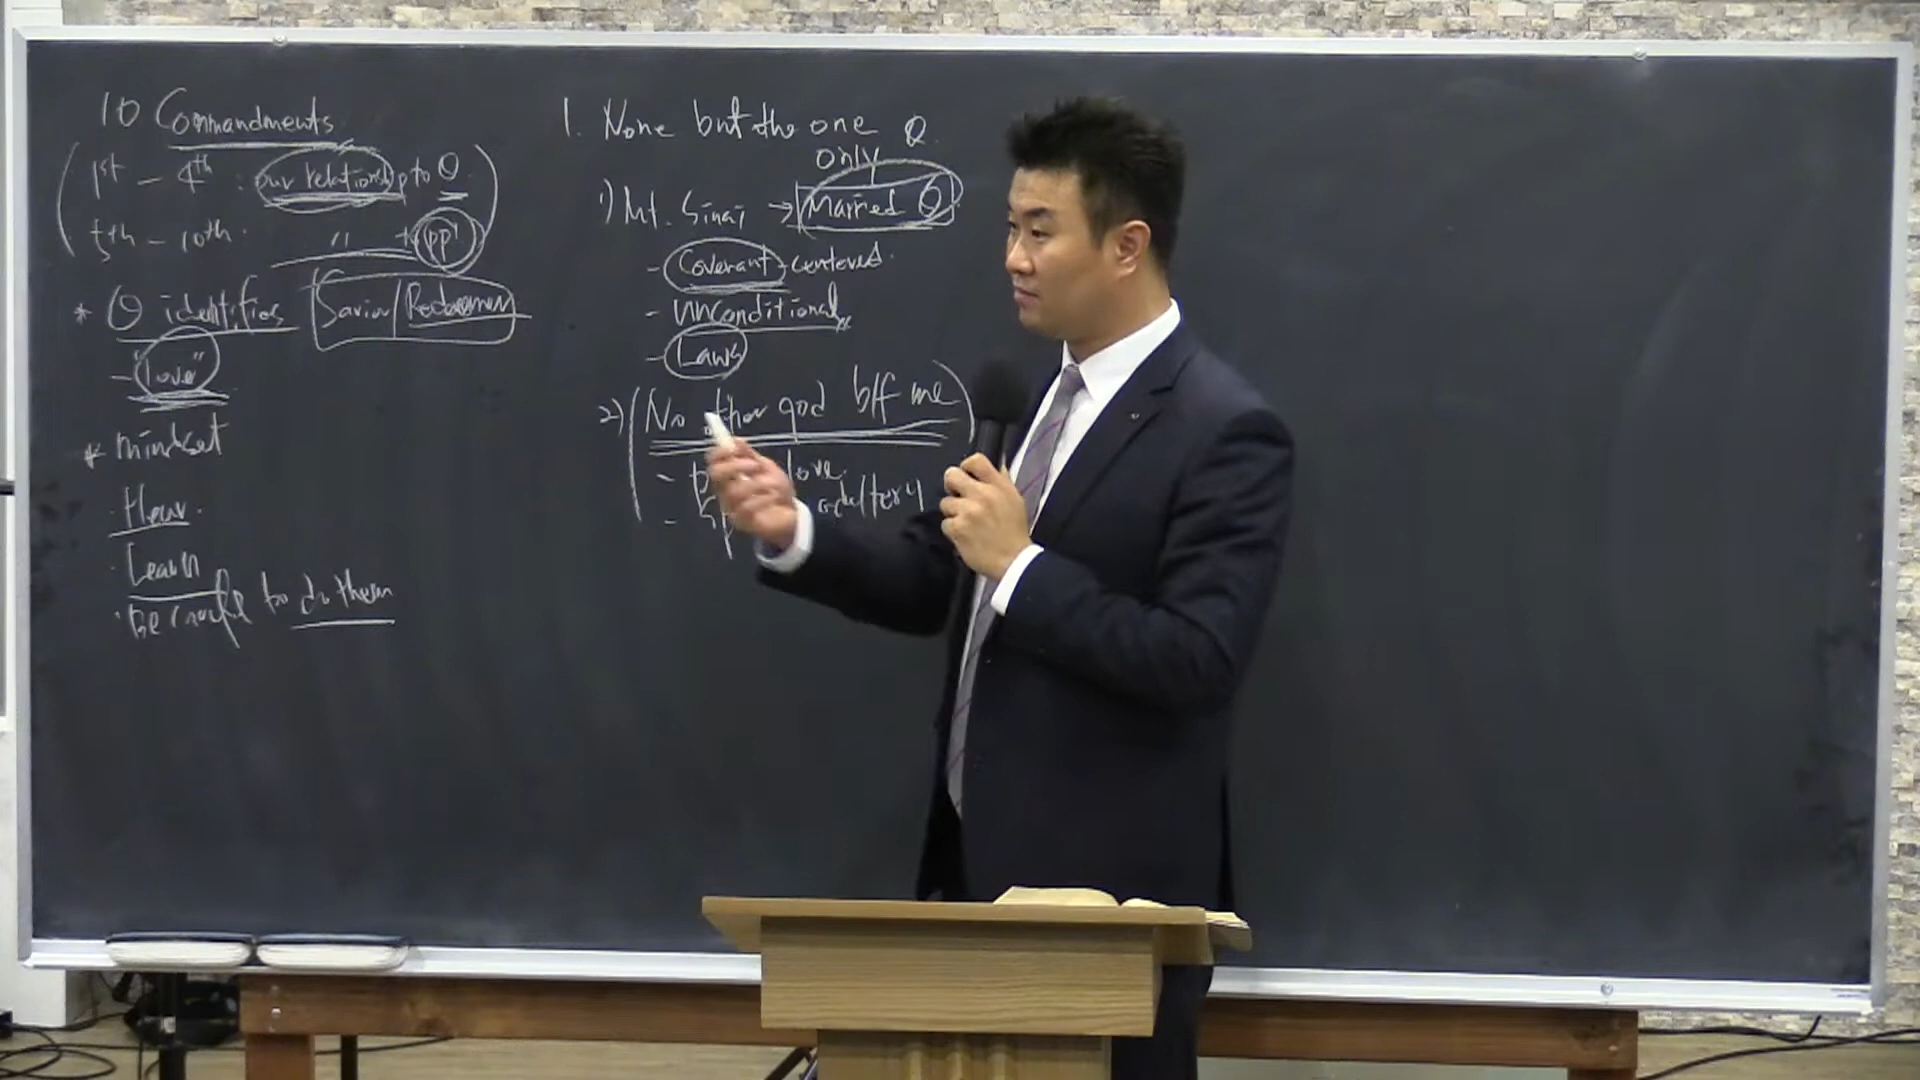 10 Commandments
1st - 4th : our relationship to θ
5th - 10th. " to ppl
* θ identifies Savior/Redeemer
- "love"
* mindset
· Hear.
· Learn
· Be careful to do them
1. None but the one θ.
only
1) Mt. Sinai → Married θ
- Covenant-centered.
- unconditional
- Laws
2) (No other god b/f me)
- love.
- adultery